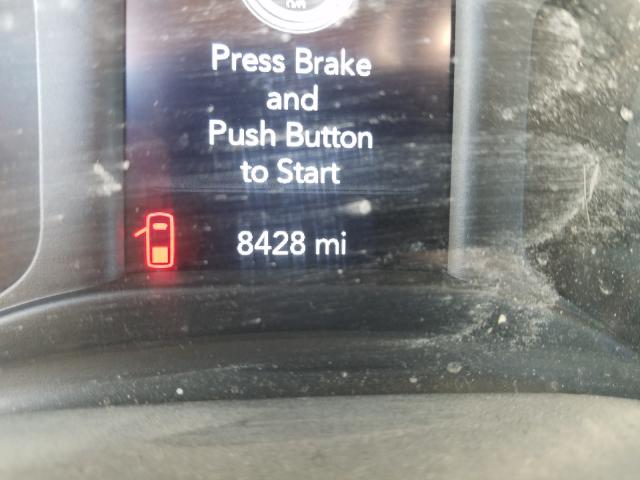 Press Brake
and
Push Button
to Start
8428 mi